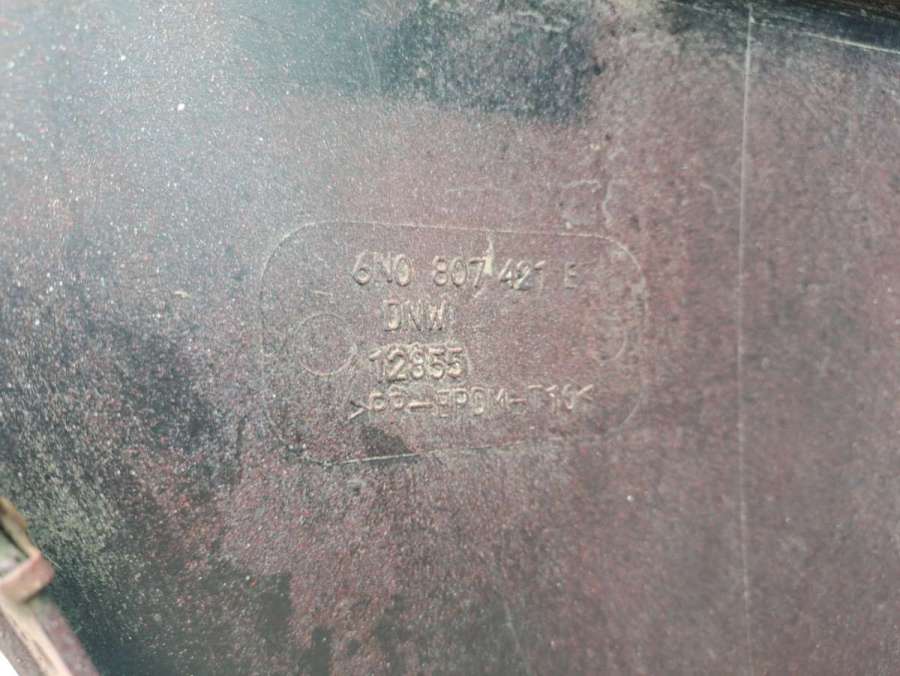 6N0 807 421 E
DNW
12855
>PP-EPDM-T10<